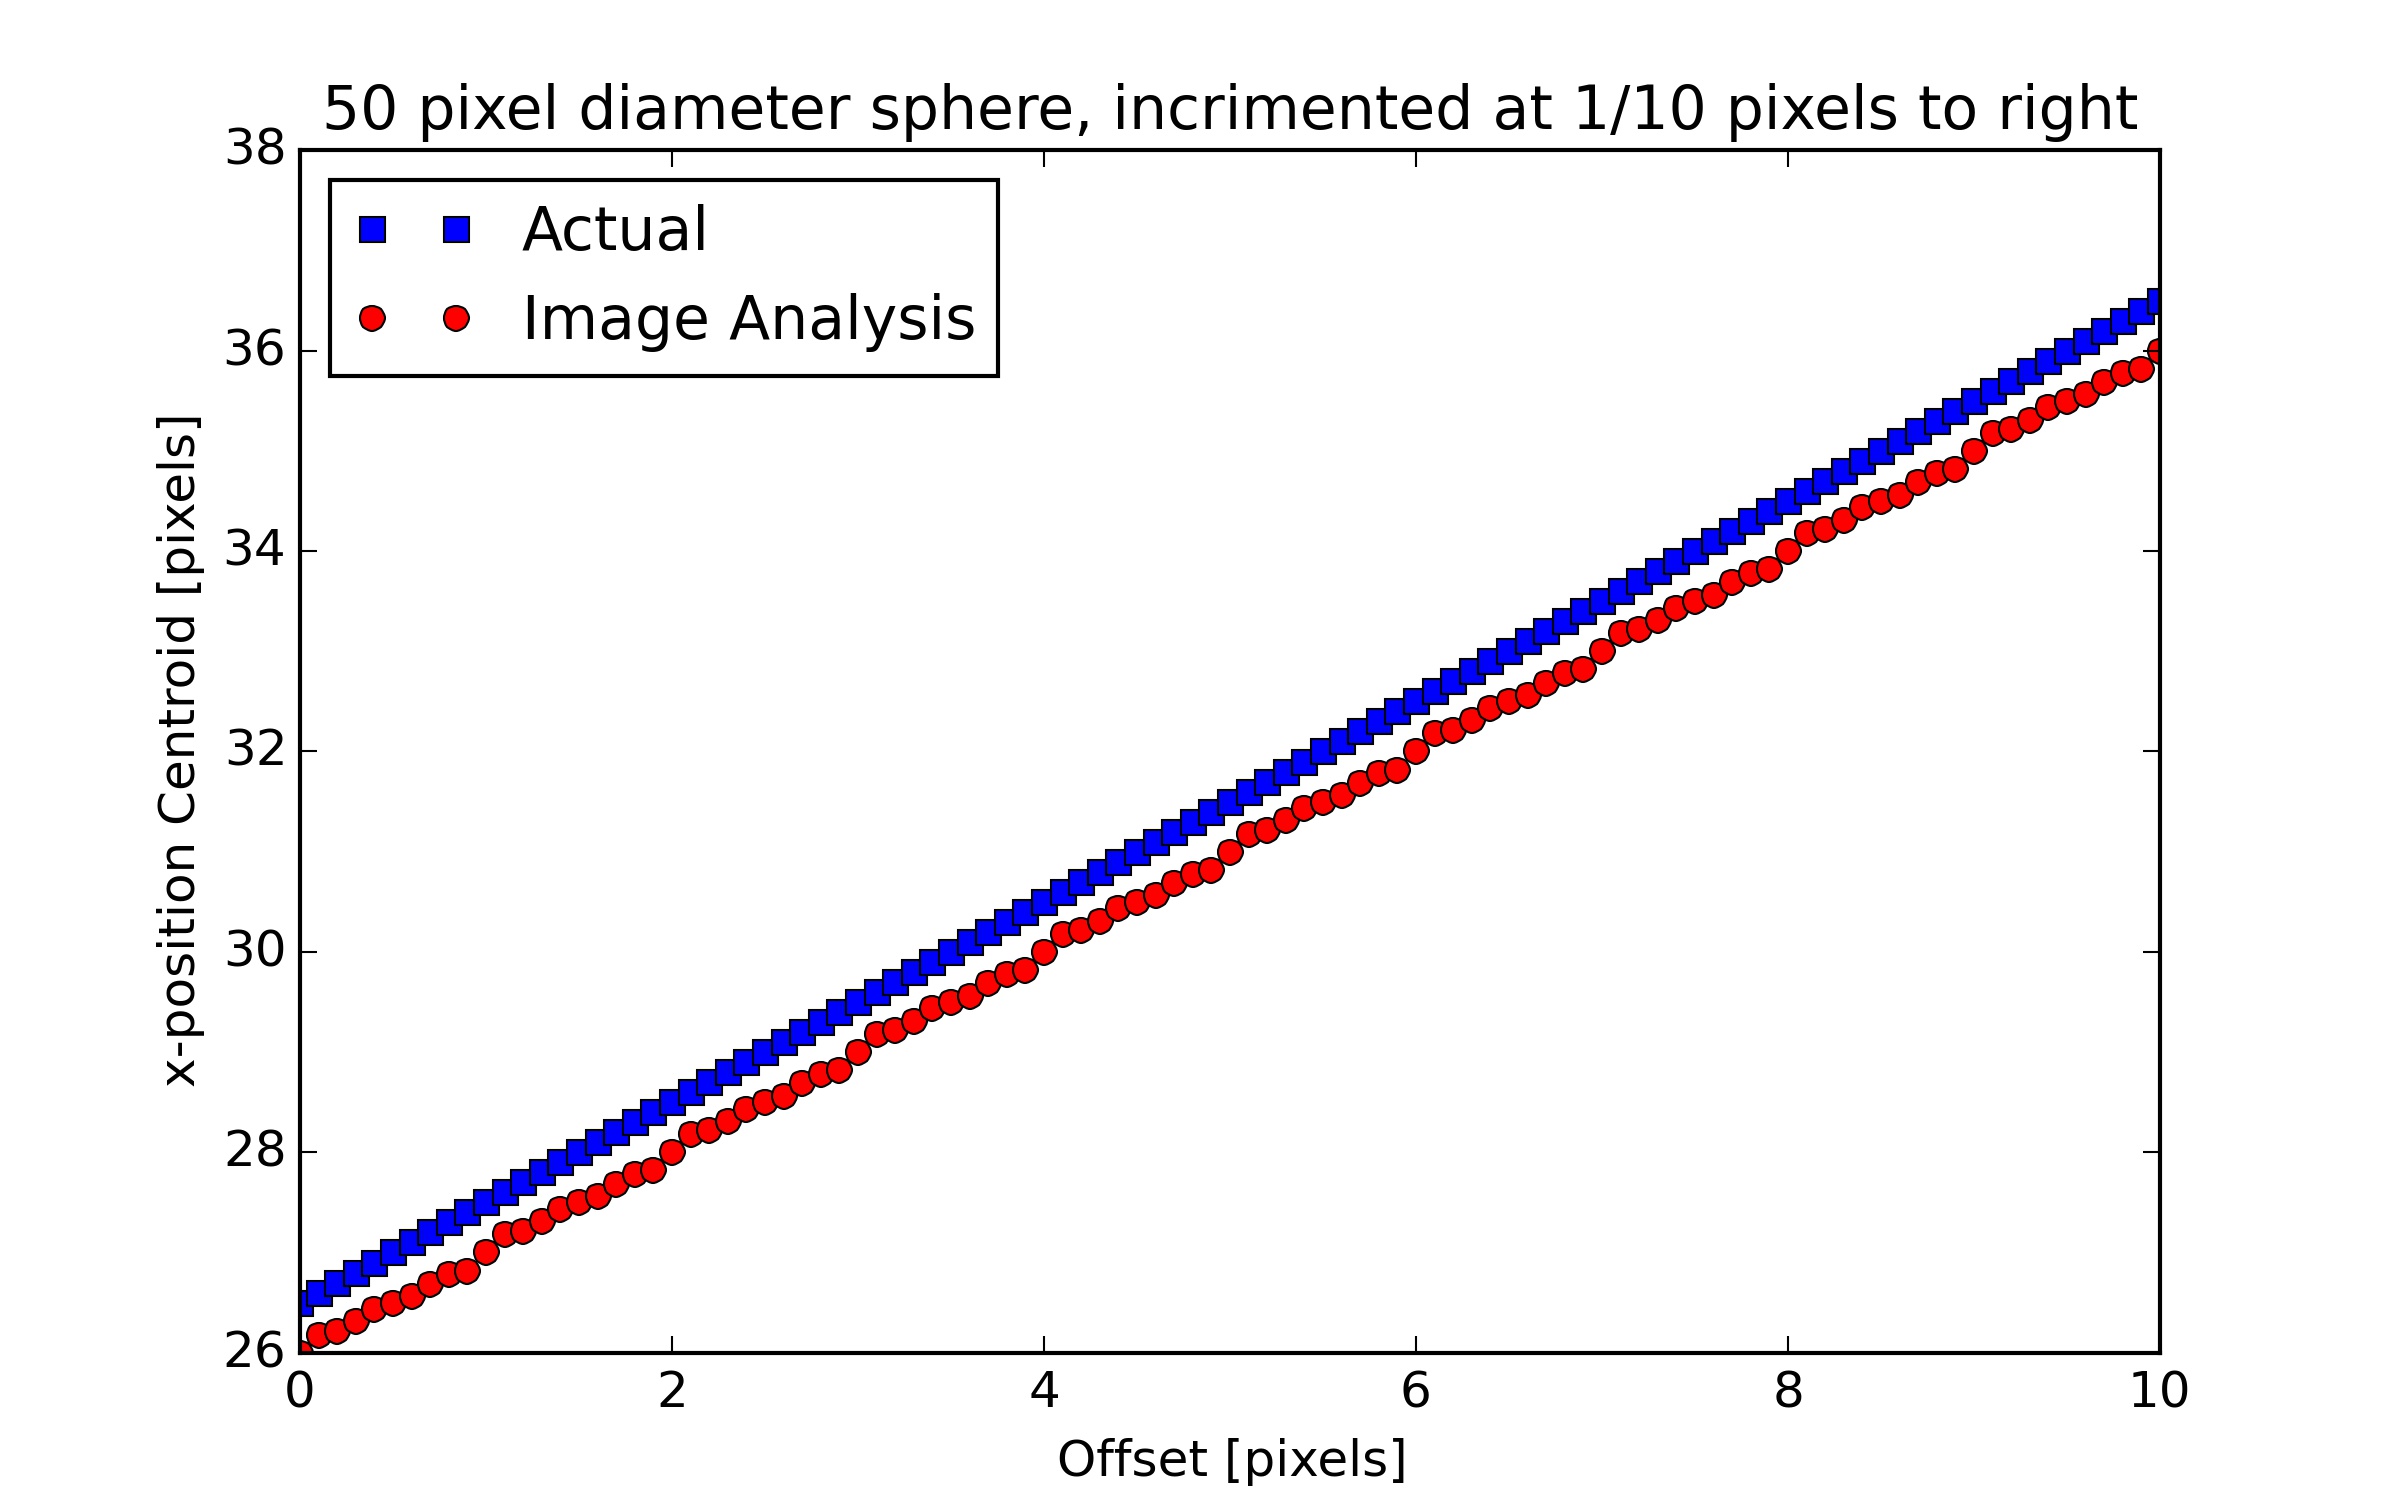 50 pixel diameter sphere, incrimented at 1/10 pixels to right
38
36
34
32
30
28
26
Actual
Image Analysis
x-position Centroid [pixels]
0 2 4 6 8 10
Offset [pixels]